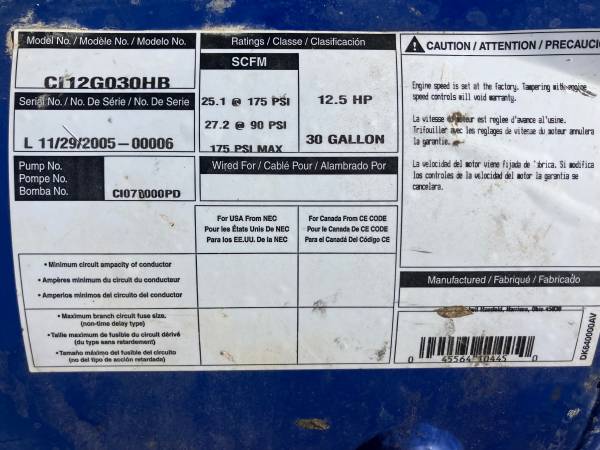 Model No. / Modèle No. / Modelo No.
CI12G030HB
Serial No. / No. De Série / No. De Serie
L 11/29/2005-00006
Pump No.
Pompe No.
Bomba No.
PD
Ratings / Classe / Clasificación
SCFM
25.1 @ 175 PSI
12.5 HP
27.2 @ 90 PSI
175 PSI MAX
30 GALLON
Wired For / Cablé Pour / Alambrado Por
For USA From NEC
Pour les États Unis De NEC
Para los EE.UU. De la NEC
For Canada From CE CODE
Pour le Canada De CE CODE
Para el Canadá Del Código CE
• Minimum circuit ampacity of conductor
• Ampères minimum du circuit du conducteur
• Amperios mínimos del circuito del conductor
• Maximum branch circuit fuse size.
(non-time delay type)
• Taille maximum de fusible du circuit dérivé
(du type sans retardement)
• Tamaño máximo del fusible del circuito
(no del tipo de acción retardada)
CAUTION / ATTENTION / PRECAUCI
Engine speed is set at the factory. Tampering with engine
speed controls will void warranty.
La vitesse du moteur est reglee d'avance al'usine.
Trifouiller avec les reglages de vitesse du moteur annulera
la garantie.
La velocidad del motor viene fijada de fabrica. Si modifica
los controles de la velocidad del motor la garantia se
cancelara.
Manufactured / Fabriqué / Fabricado
Harrison, Ohio 45030
0 45564 10445 0
DK640000AV